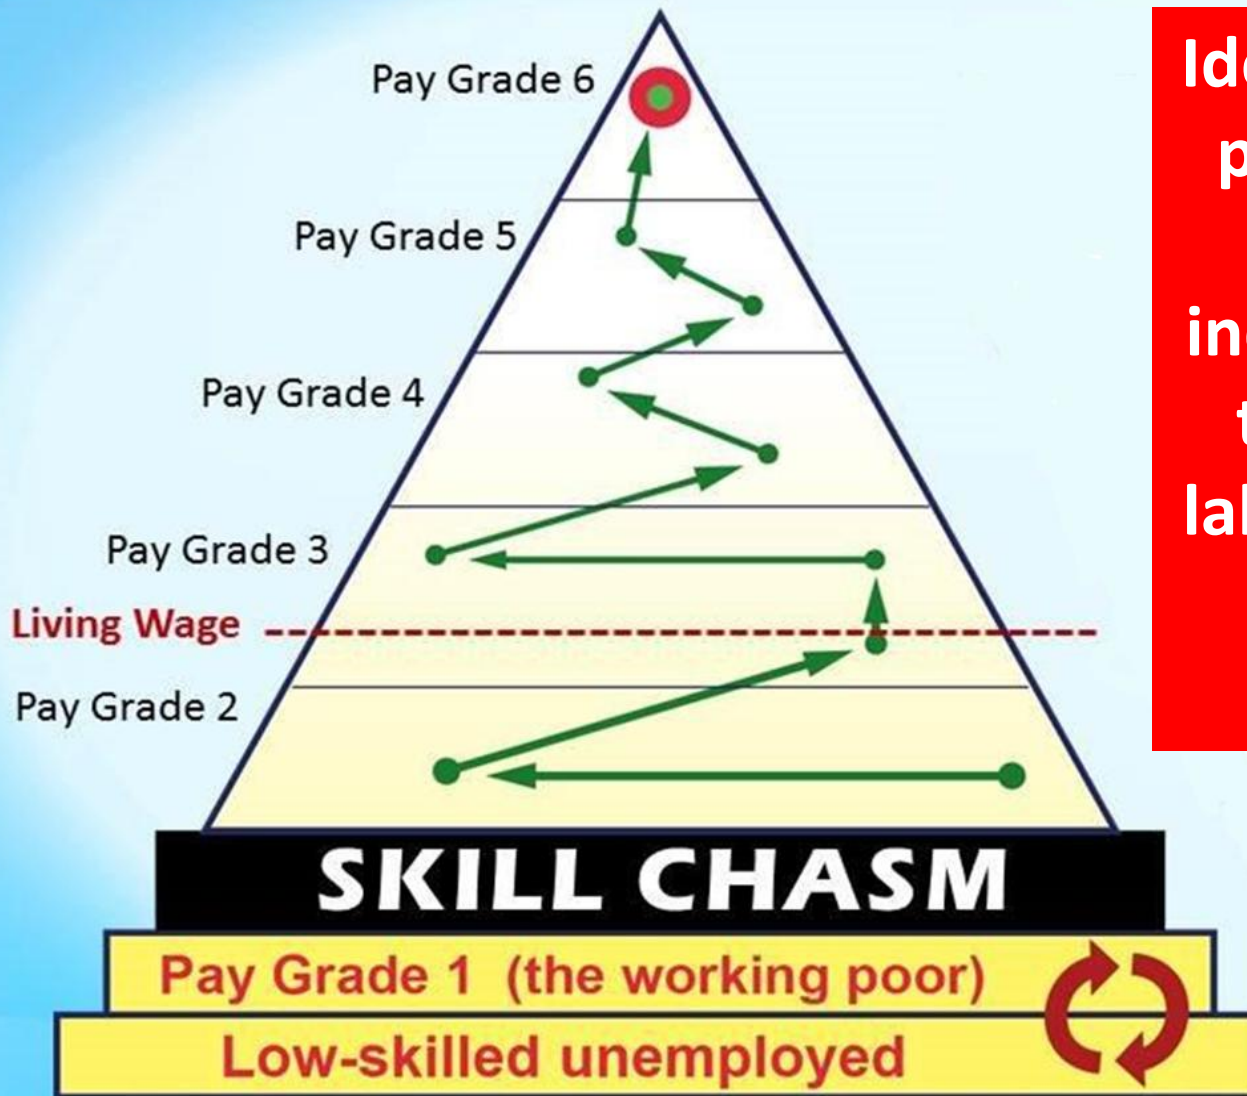 Pay Grade 6
Pay Grade 5
Pay Grade 4
Pay Grade 3
Living Wage
Pay Grade 2
SKILL CHASM
Pay Grade 1 (the working poor)
Low-skilled unemployed